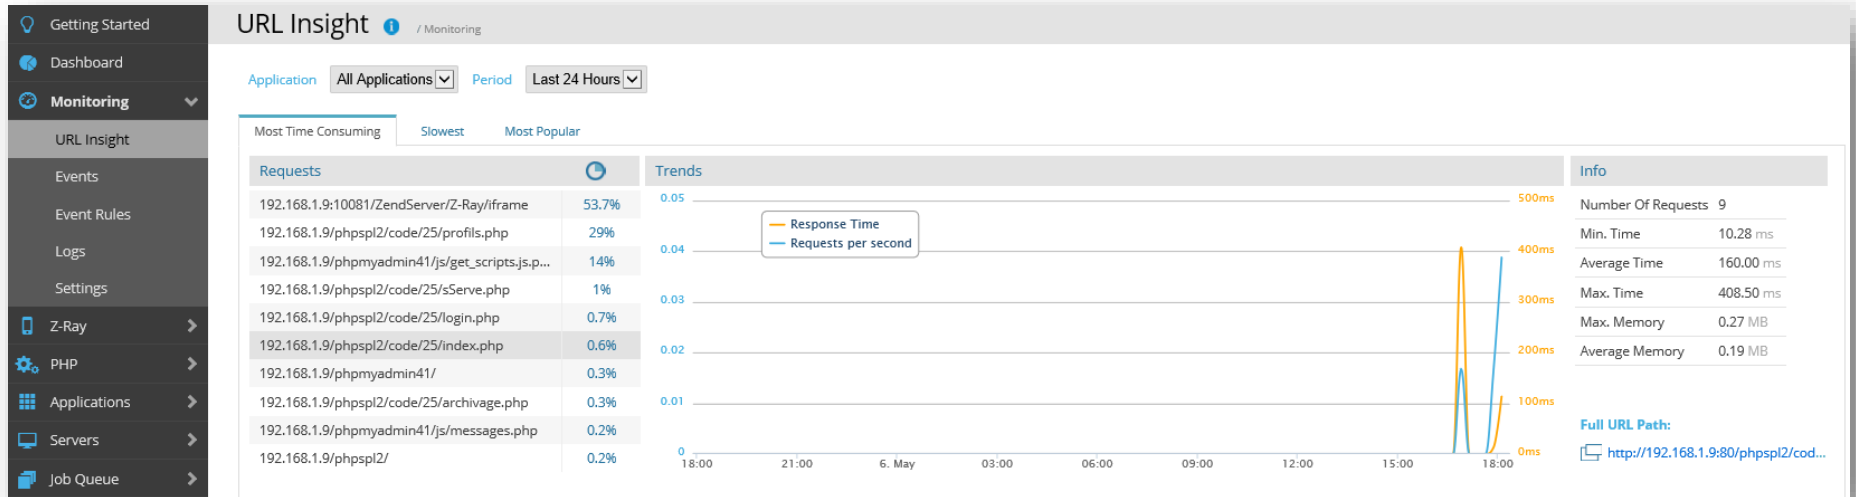 Getting Started
Dashboard
Monitoring
URL Insight
Events
Event Rules
Logs
Settings
Z-Ray
PHP
Applications
Servers
Job Queue
URL Insight / Monitoring
Application All Applications Period Last 24 Hours
Most Time Consuming Slowest Most Popular
Requests
192.168.1.9:10081/ZendServer/Z-Ray/iframe 53.7%
192.168.1.9/phpspl2/code/25/profils.php 29%
192.168.1.9/phpmyadmin41/js/get_scripts.js.p... 14%
192.168.1.9/phpspl2/code/25/sServe.php 1%
192.168.1.9/phpspl2/code/25/login.php 0.7%
192.168.1.9/phpspl2/code/25/index.php 0.6%
192.168.1.9/phpmyadmin41/ 0.3%
192.168.1.9/phpspl2/code/25/archivage.php 0.3%
192.168.1.9/phpmyadmin41/js/messages.php 0.2%
192.168.1.9/phpspl2/ 0.2%
Trends
0.05 500ms
Response Time
Requests per second
0.04 400ms
0.03 300ms
0.02 200ms
0.01 100ms
0 0ms
18:00 21:00 6. May 03:00 06:00 09:00 12:00 15:00 18:00
Info
Number Of Requests 9
Min. Time 10.28 ms
Average Time 160.00 ms
Max. Time 408.50 ms
Max. Memory 0.27 MB
Average Memory 0.19 MB
Full URL Path:
http://192.168.1.9:80/phpspl2/cod...